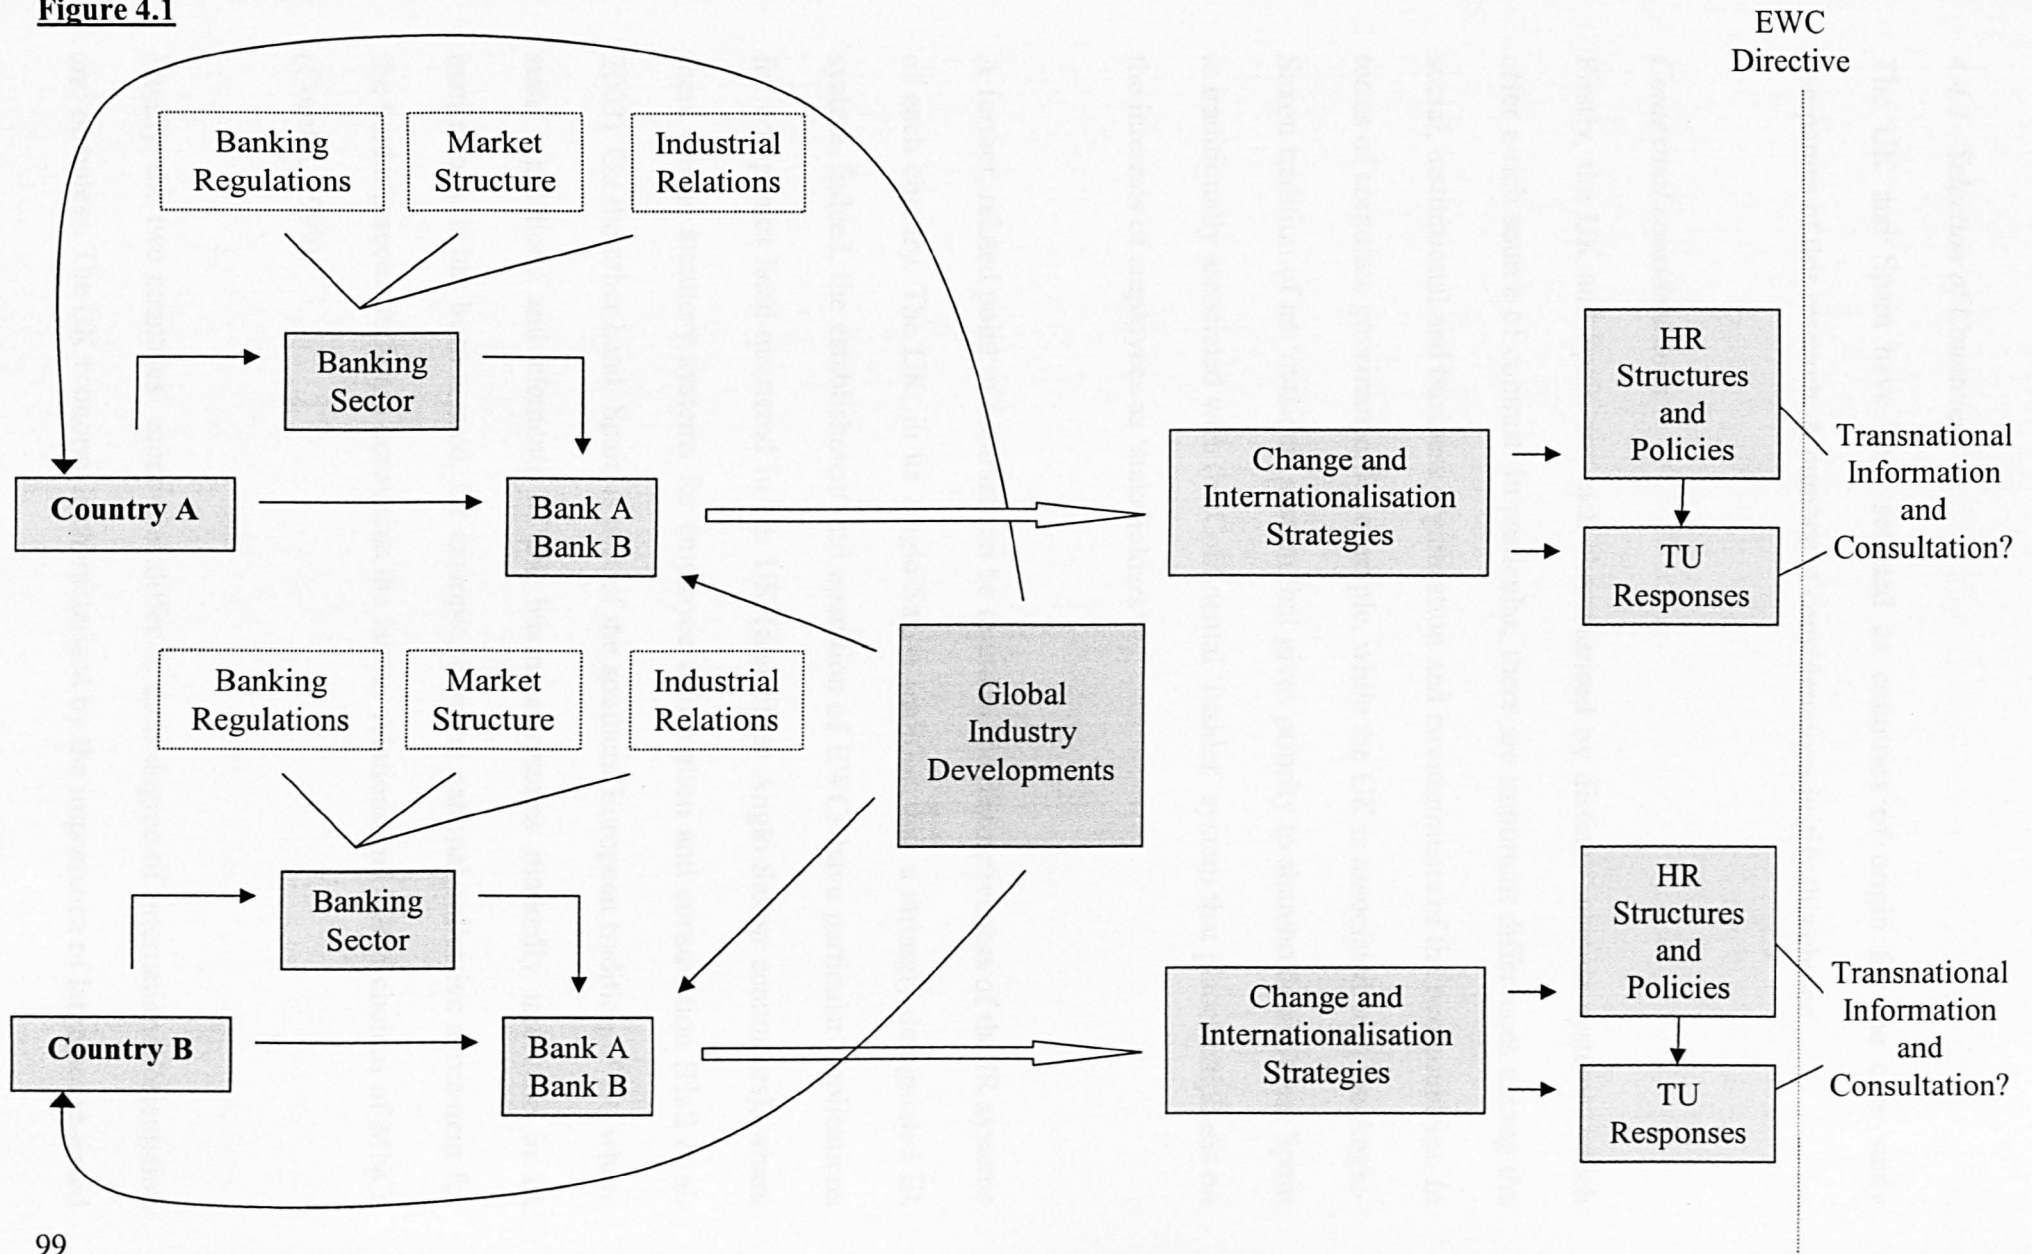 Figure 4.1
EWC
Directive
Banking
Regulations
Market
Structure
Industrial
Relations
Banking
Sector
Country A
Bank A
Bank B
Change and
Internationalisation
Strategies
HR
Structures
and
Policies
TU
Responses
Transnational
Information
and
Consultation?
Global
Industry
Developments
Banking
Regulations
Market
Structure
Industrial
Relations
Banking
Sector
Country B
Bank A
Bank B
Change and
Internationalisation
Strategies
HR
Structures
and
Policies
TU
Responses
Transnational
Information
and
Consultation?
99